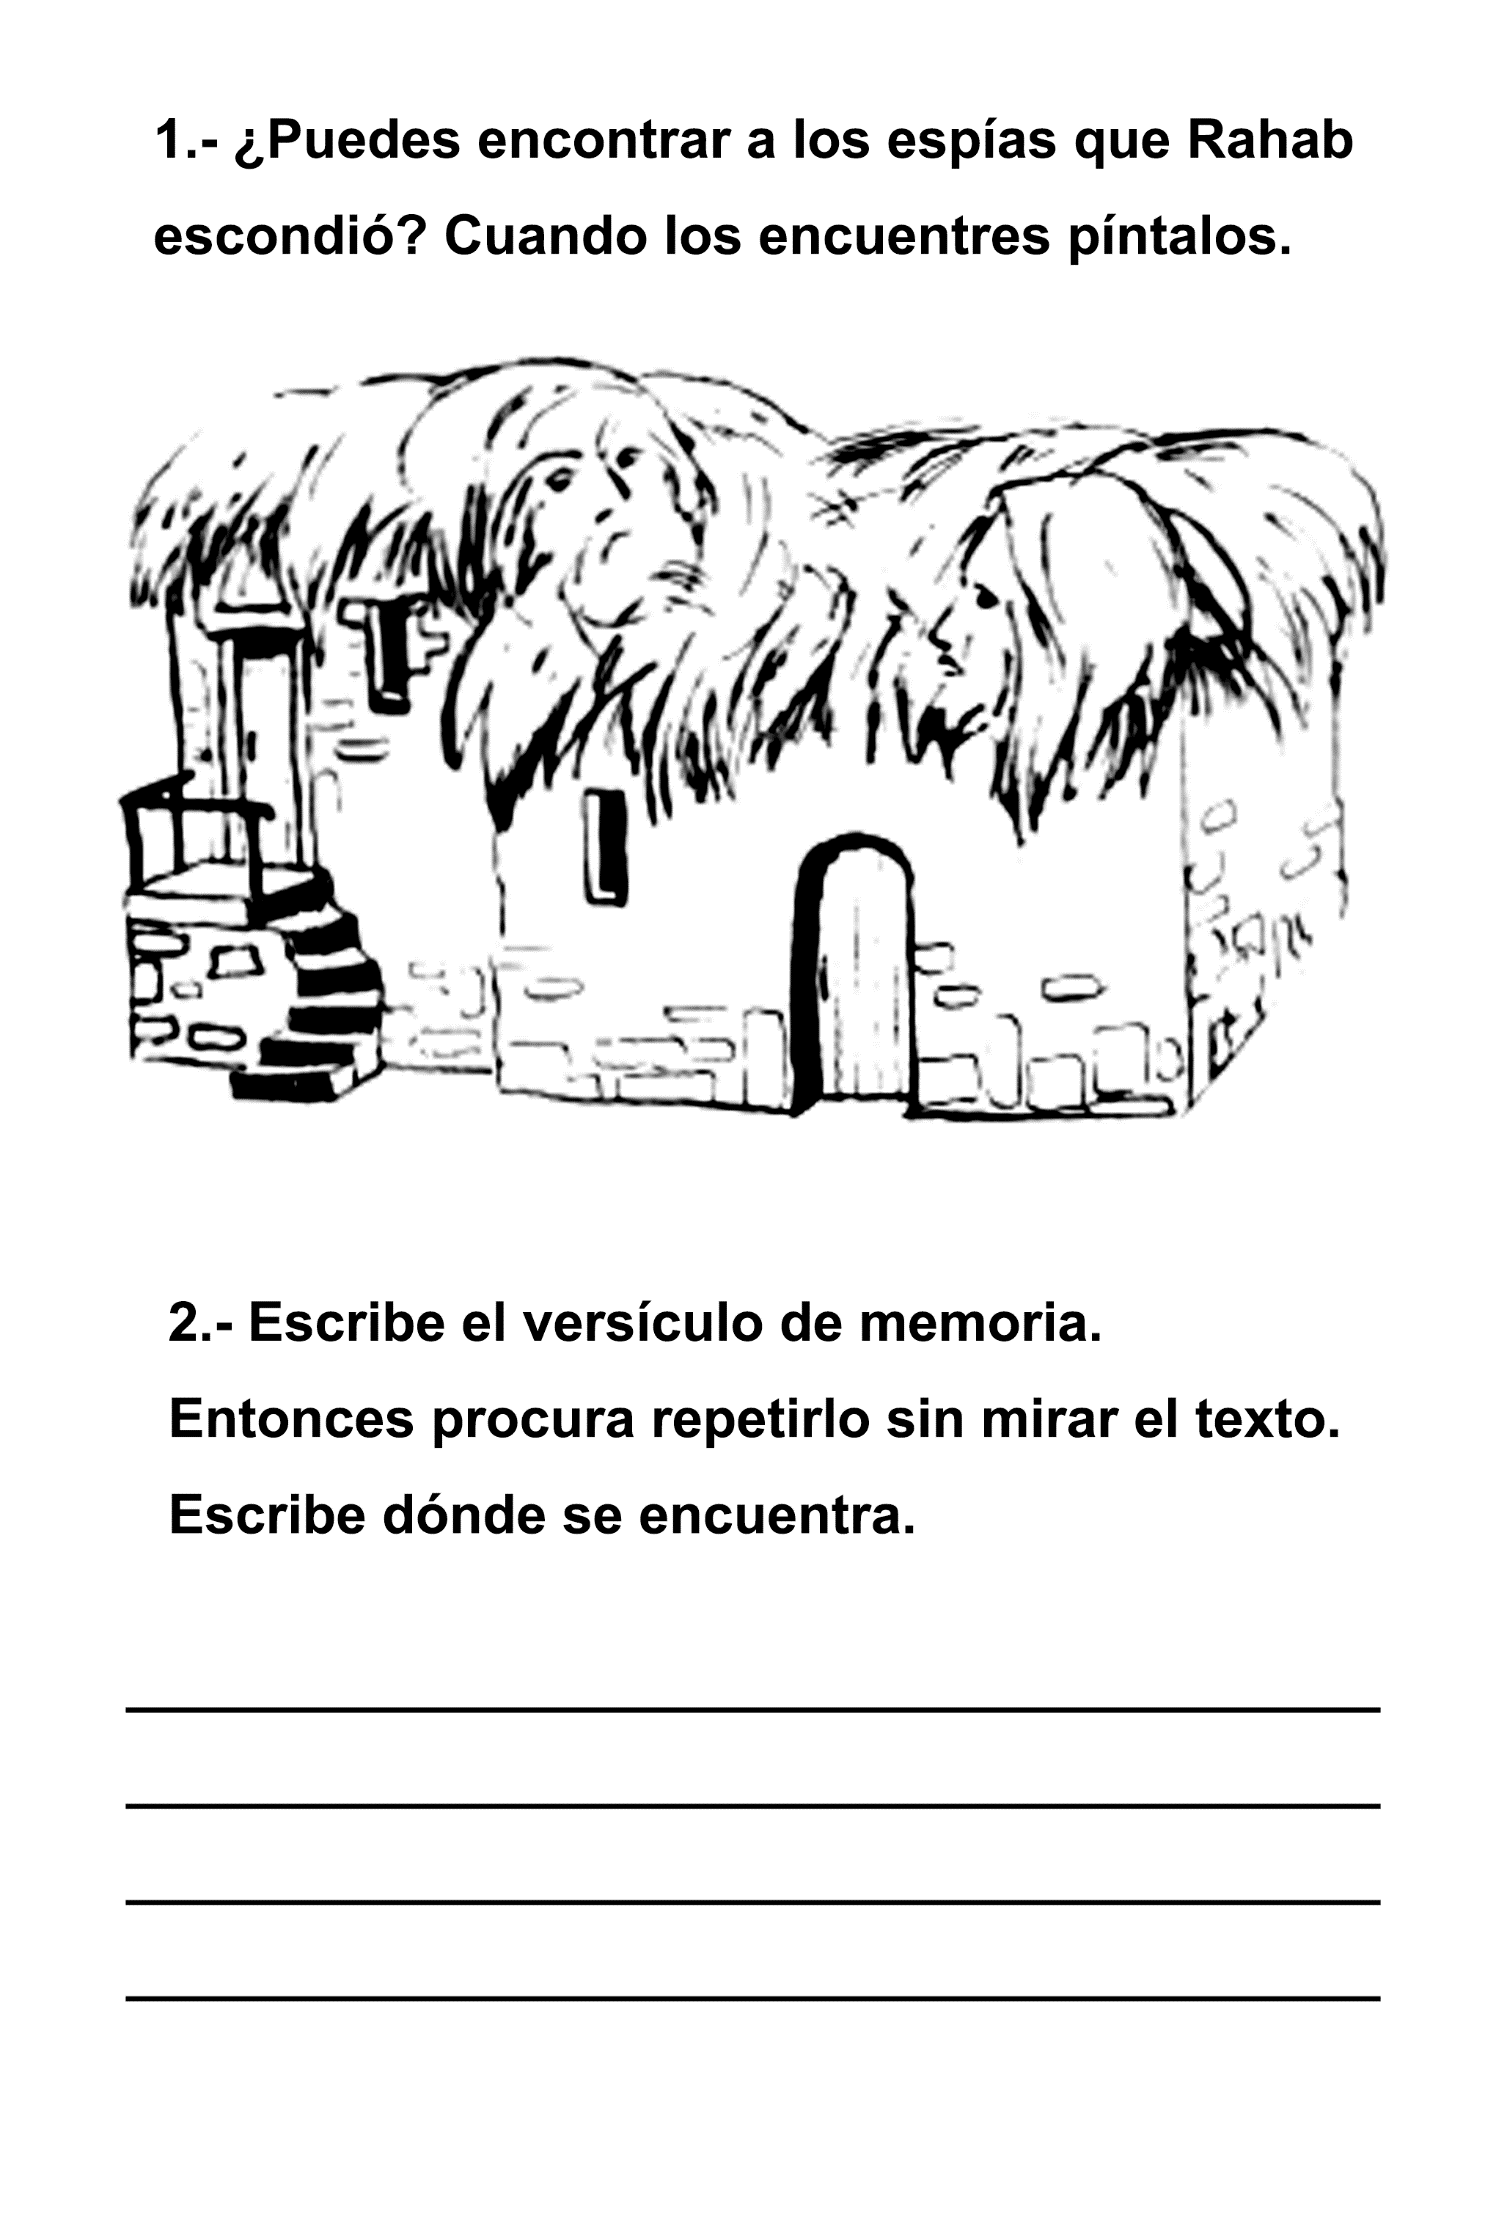 1.- ¿Puedes encontrar a los espías que Rahab
escondió? Cuando los encuentres píntalos.
2.- Escribe el versículo de memoria.
Entonces procura repetirlo sin mirar el texto.
Escribe dónde se encuentra.